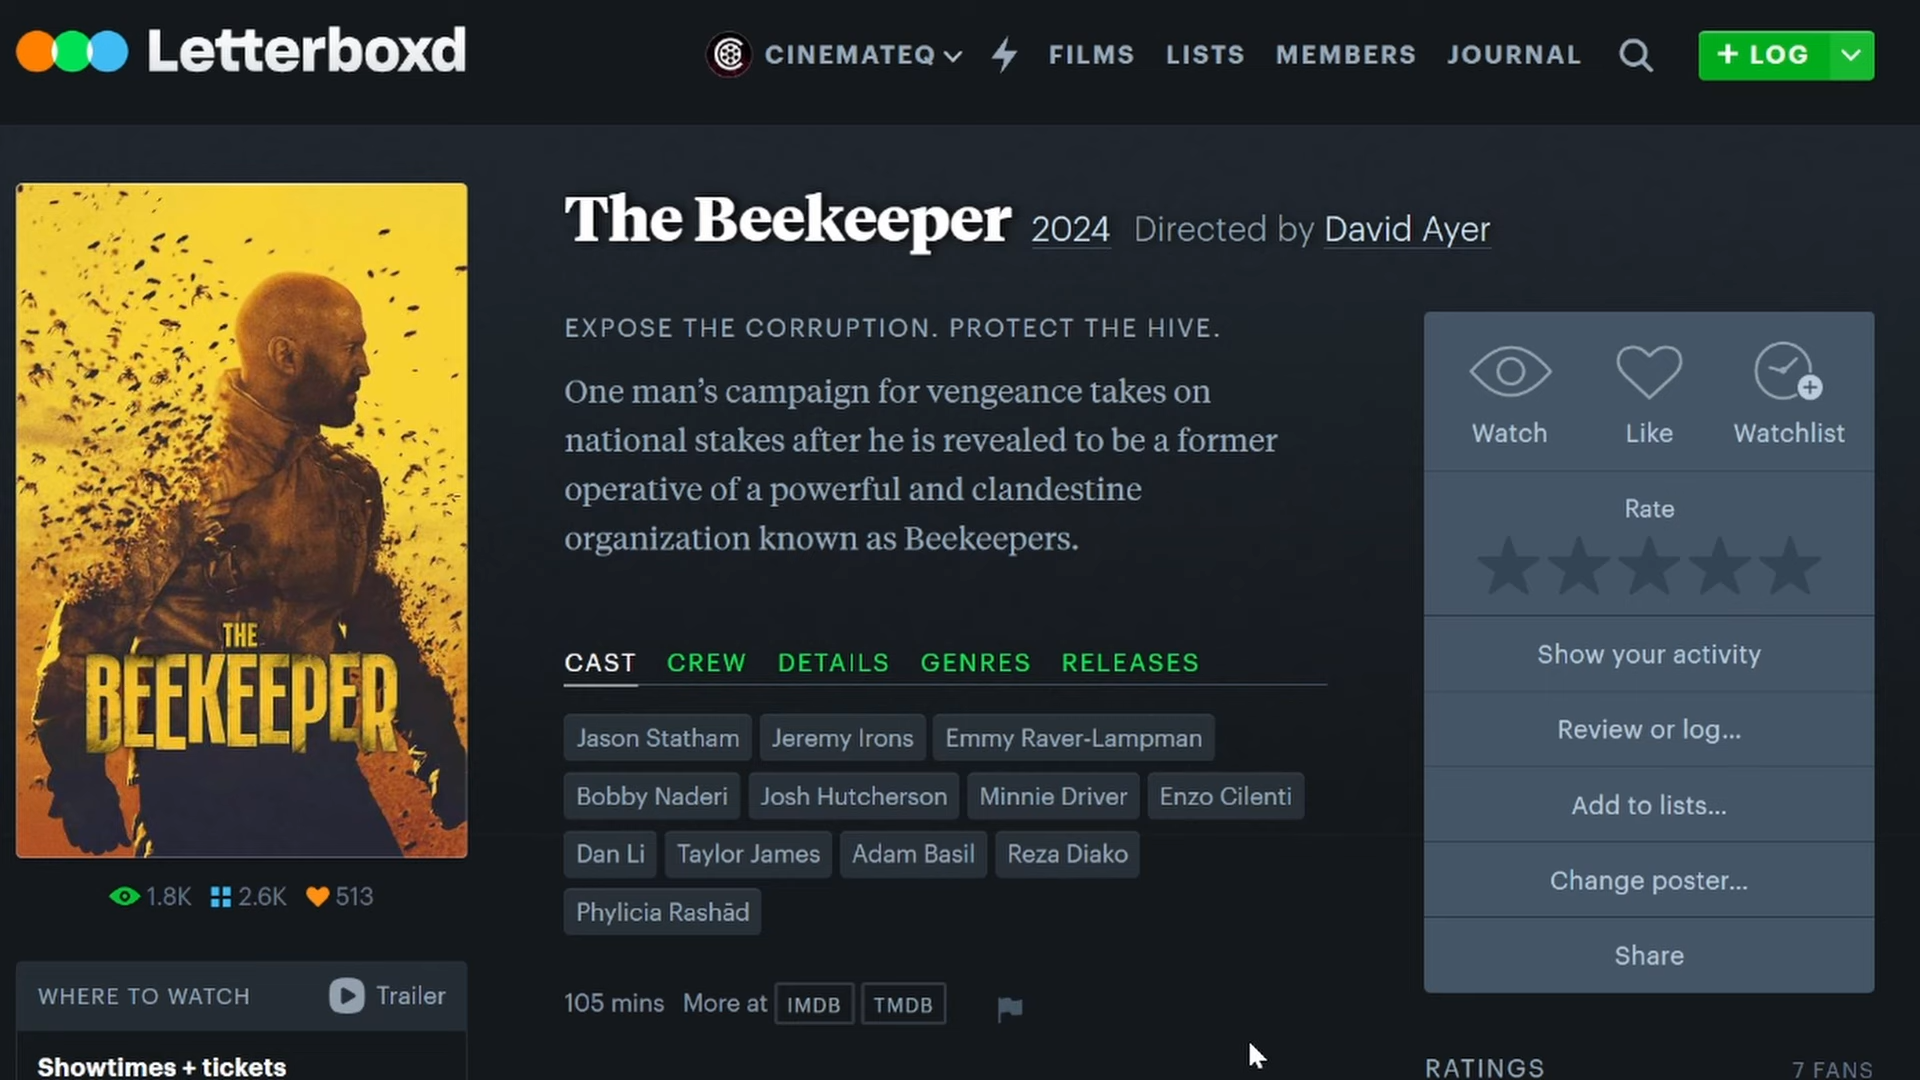 Letterboxd
CINEMATEQ FILMS LISTS MEMBERS JOURNAL + LOG
The Beekeeper 2024 Directed by David Ayer
EXPOSE THE CORRUPTION. PROTECT THE HIVE.
One man’s campaign for vengeance takes on
national stakes after he is revealed to be a former
operative of a powerful and clandestine
organization known as Beekeepers.
THE
BEEKEEPER
1.8K 2.6K 513
WHERE TO WATCH Trailer
Showtimes + tickets
CAST CREW DETAILS GENRES RELEASES
Jason Statham Jeremy Irons Emmy Raver-Lampman
Bobby Naderi Josh Hutcherson Minnie Driver Enzo Cilenti
Dan Li Taylor James Adam Basil Reza Diako
Phylicia Rashād
105 mins More at IMDB TMDB
Watch Like Watchlist
Rate
Show your activity
Review or log...
Add to lists...
Change poster...
Share
RATINGS 7 FANS